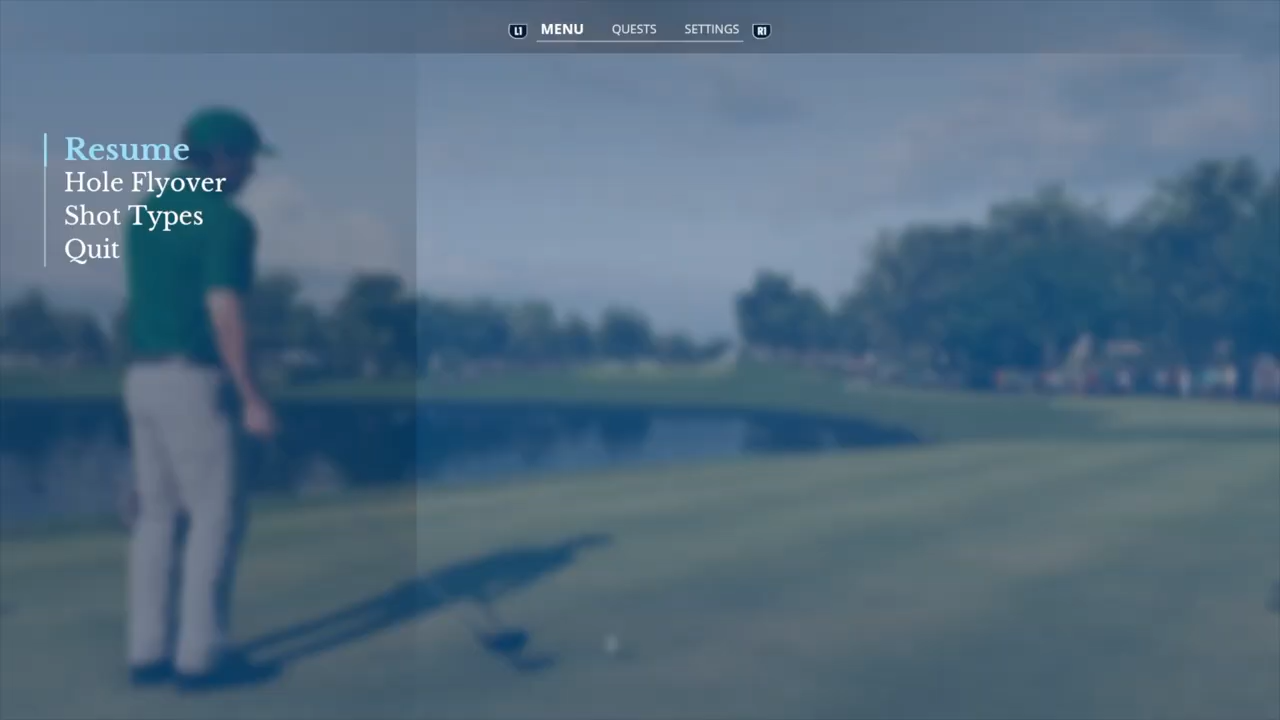 L1 MENU QUESTS SETTINGS R1
Resume
Hole Flyover
Shot Types
Quit